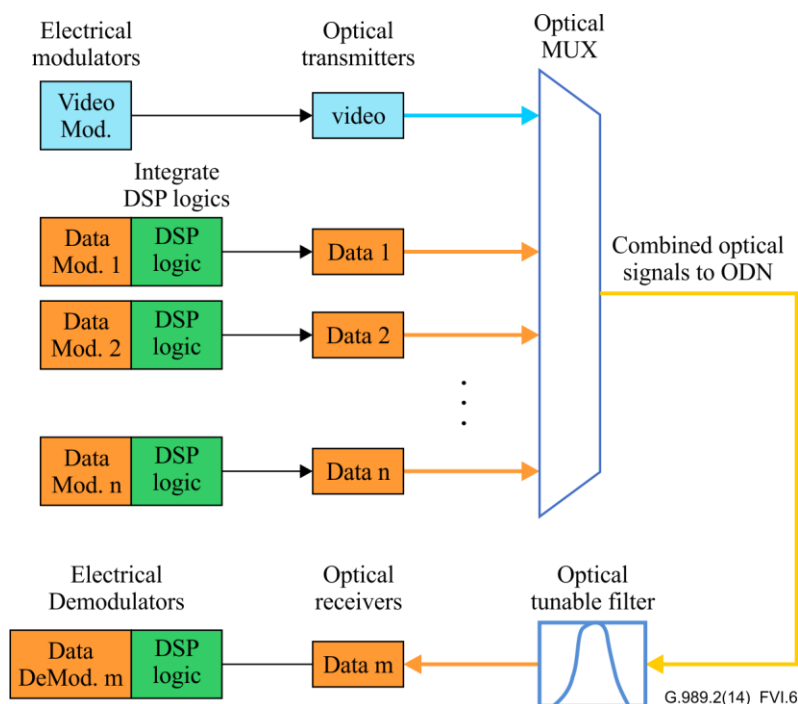 Electrical
modulators
Optical
transmitters
Optical
MUX
Video
Mod.
video
Integrate
DSP logics
Data
Mod. 1
DSP
logic
Data 1
Combined optical
signals to ODN
Data
Mod. 2
DSP
logic
Data 2
Data
Mod. n
DSP
logic
Data n
Electrical
Demodulators
Optical
receivers
Optical
tunable filter
Data
DeMod. m
DSP
logic
Data m
G.989.2(14)_FVI.6